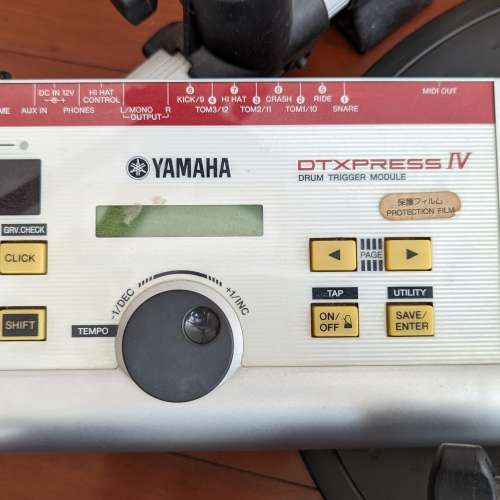 DC IN 12V HI HAT
ME AUX IN PHONES CONTROL L/MONO R
OUTPUT
⑧ ⑦ ⑥ ⑤
KICK/9 HI HAT CRASH RIDE
④ ③ ② ①
TOM3/12 TOM2/11 TOM1/10 SNARE
MIDI OUT
YAMAHA
DTXPRESS IV
DRUM TRIGGER MODULE
保護フィルム
PROTECTION FILM
GRV.CHECK
CLICK
PAGE
-1/DEC
+1/INC
TAP
UTILITY
SHIFT
TEMPO
ON/
OFF
SAVE/
ENTER